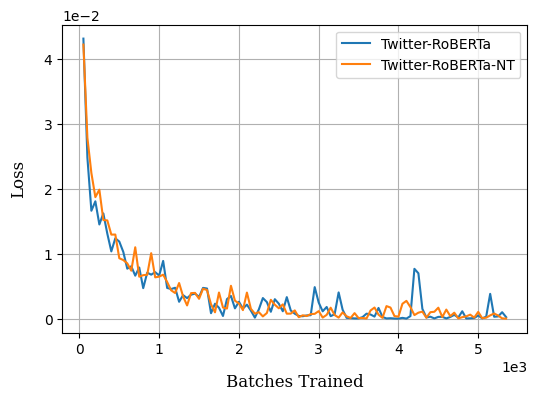 1e−2
Twitter-RoBERTa
Twitter-RoBERTa-NT
4
3
2
1
0
Loss
0
1
2
3
4
5
1e3
Batches Trained